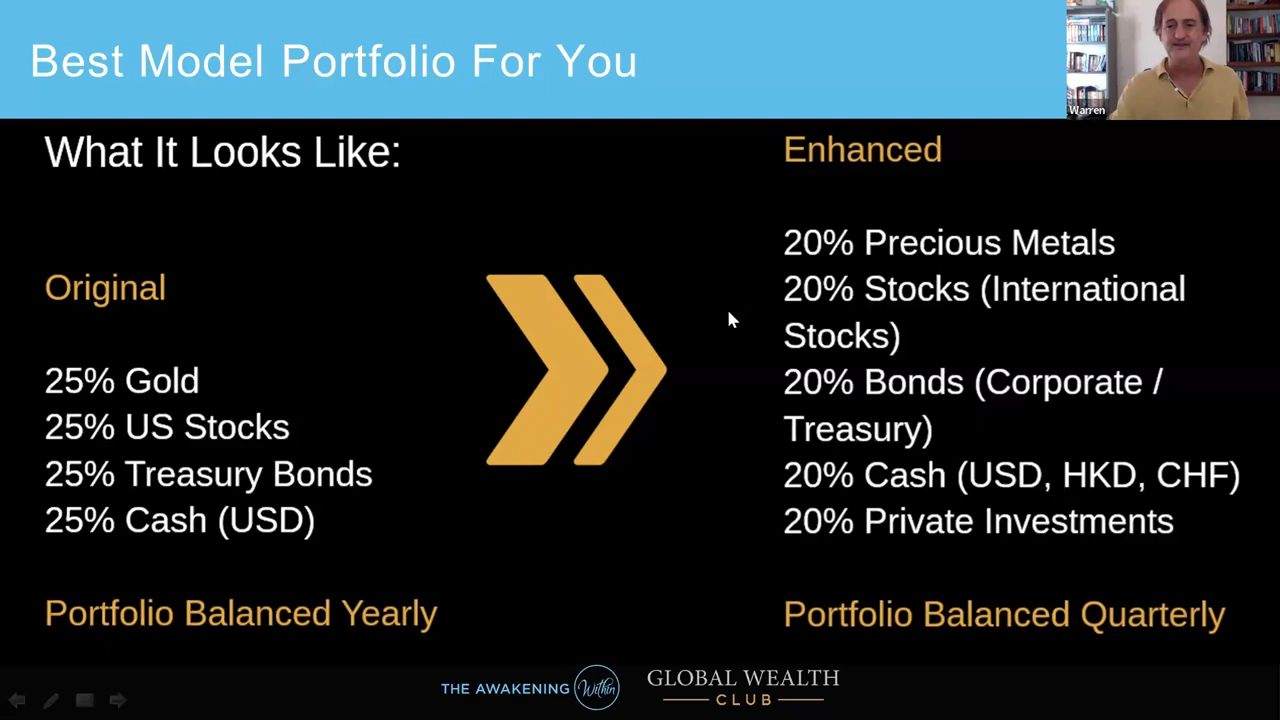 Best Model Portfolio For You
Warren
What It Looks Like:
Original
25% Gold
25% US Stocks
25% Treasury Bonds
25% Cash (USD)
Portfolio Balanced Yearly
Enhanced
20% Precious Metals
20% Stocks (International
Stocks)
20% Bonds (Corporate /
Treasury)
20% Cash (USD, HKD, CHF)
20% Private Investments
Portfolio Balanced Quarterly
THE AWAKENING Within
GLOBAL WEALTH
CLUB